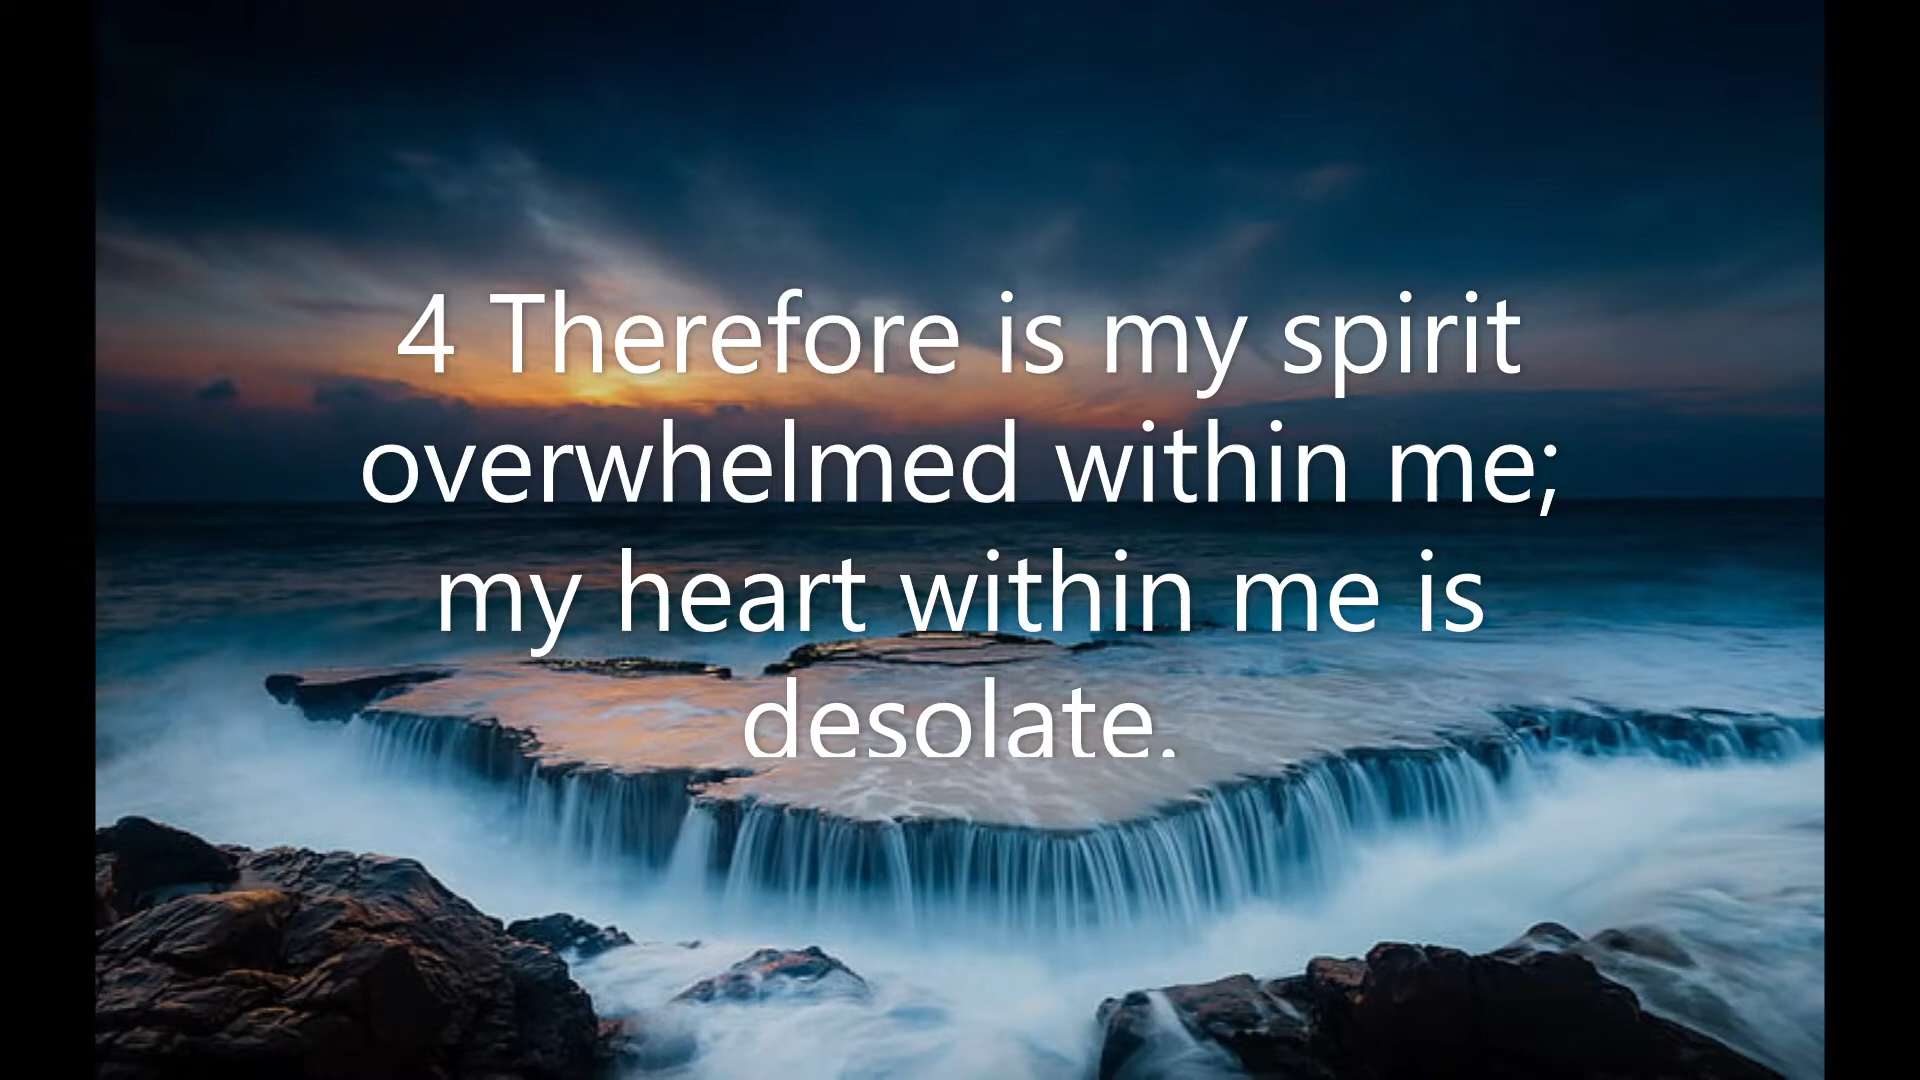 4 Therefore is my spirit
overwhelmed within me;
my heart within me is
desolate.